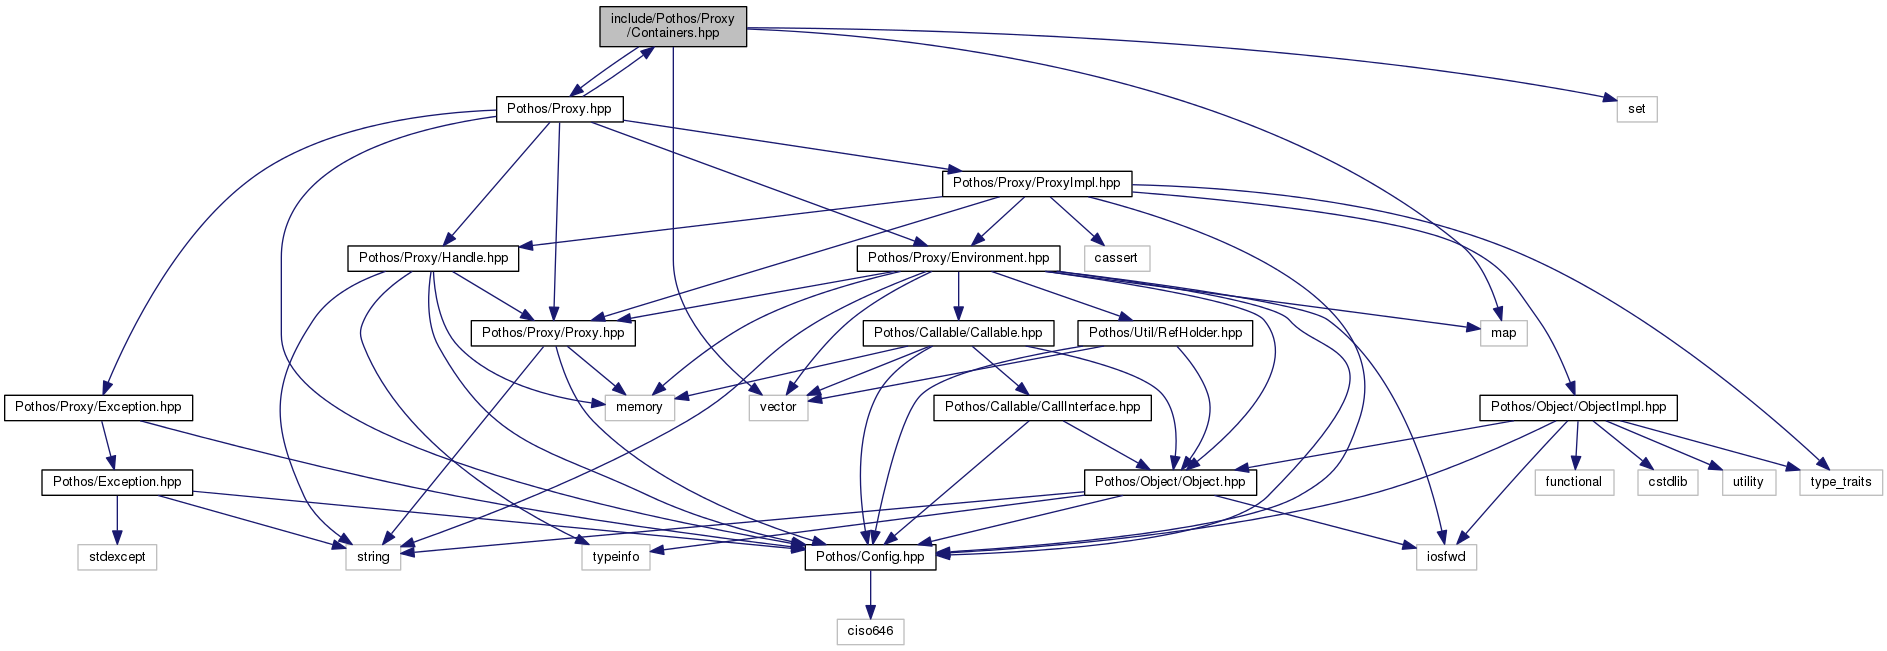 include/Pothos/Proxy
/Containers.hpp
Pothos/Proxy.hpp
set
Pothos/Proxy/ProxyImpl.hpp
Pothos/Proxy/Handle.hpp
Pothos/Proxy/Environment.hpp
cassert
Pothos/Proxy/Proxy.hpp
Pothos/Callable/Callable.hpp
Pothos/Util/RefHolder.hpp
map
Pothos/Proxy/Exception.hpp
memory
vector
Pothos/Callable/CallInterface.hpp
Pothos/Object/ObjectImpl.hpp
Pothos/Exception.hpp
Pothos/Object/Object.hpp
functional
cstdlib
utility
type_traits
stdexcept
string
typeinfo
Pothos/Config.hpp
iosfwd
ciso646